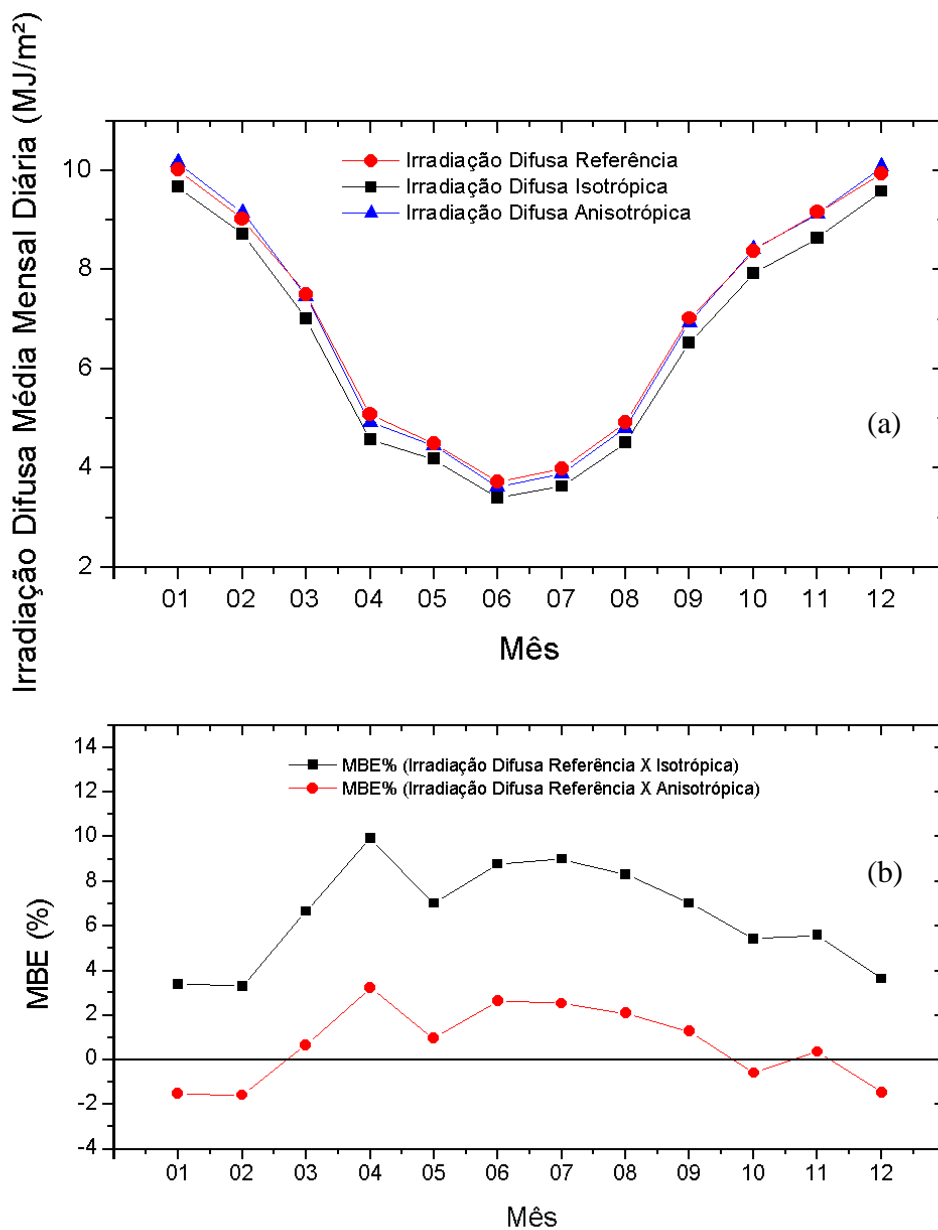 Irradiação Difusa Média Mensal Diária (MJ/m²)
10
8
6
4
2
Irradiação Difusa Referência
Irradiação Difusa Isotrópica
Irradiação Difusa Anisotrópica
(a)
01 02 03 04 05 06 07 08 09 10 11 12
Mês
MBE (%)
14
12
10
8
6
4
2
0
-2
-4
MBE% (Irradiação Difusa Referência X Isotrópica)
MBE% (Irradiação Difusa Referência X Anisotrópica)
(b)
01 02 03 04 05 06 07 08 09 10 11 12
Mês